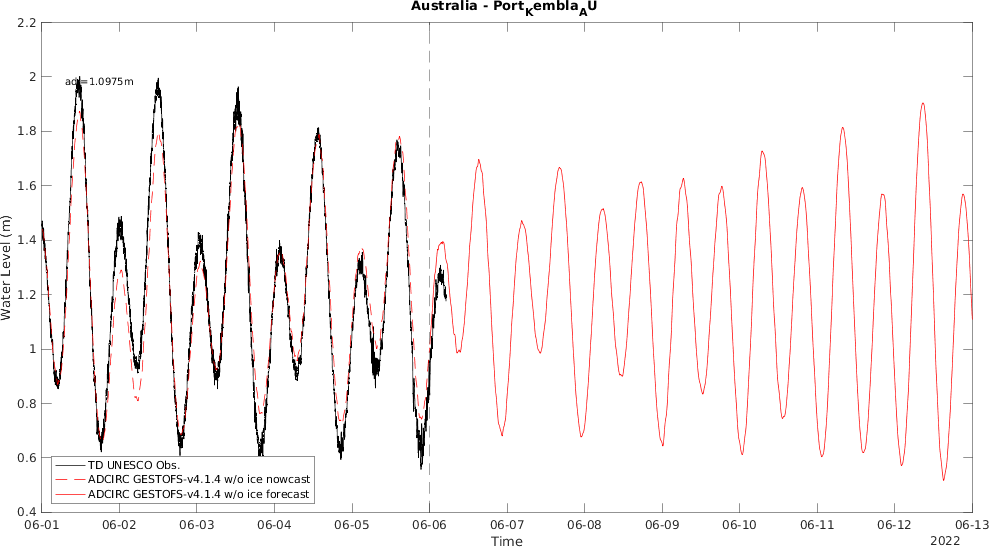 Australia - PortKemblaAU
2.2
2
1.8
1.6
1.4
1.2
1
0.8
0.6
0.4
Water Level (m)
adj=1.0975m
TD UNESCO Obs.
ADCIRC GESTOFS-v4.1.4 w/o ice nowcast
ADCIRC GESTOFS-v4.1.4 w/o ice forecast
06-01 06-02 06-03 06-04 06-05 06-06 06-07 06-08 06-09 06-10 06-11 06-12 06-13
Time
2022